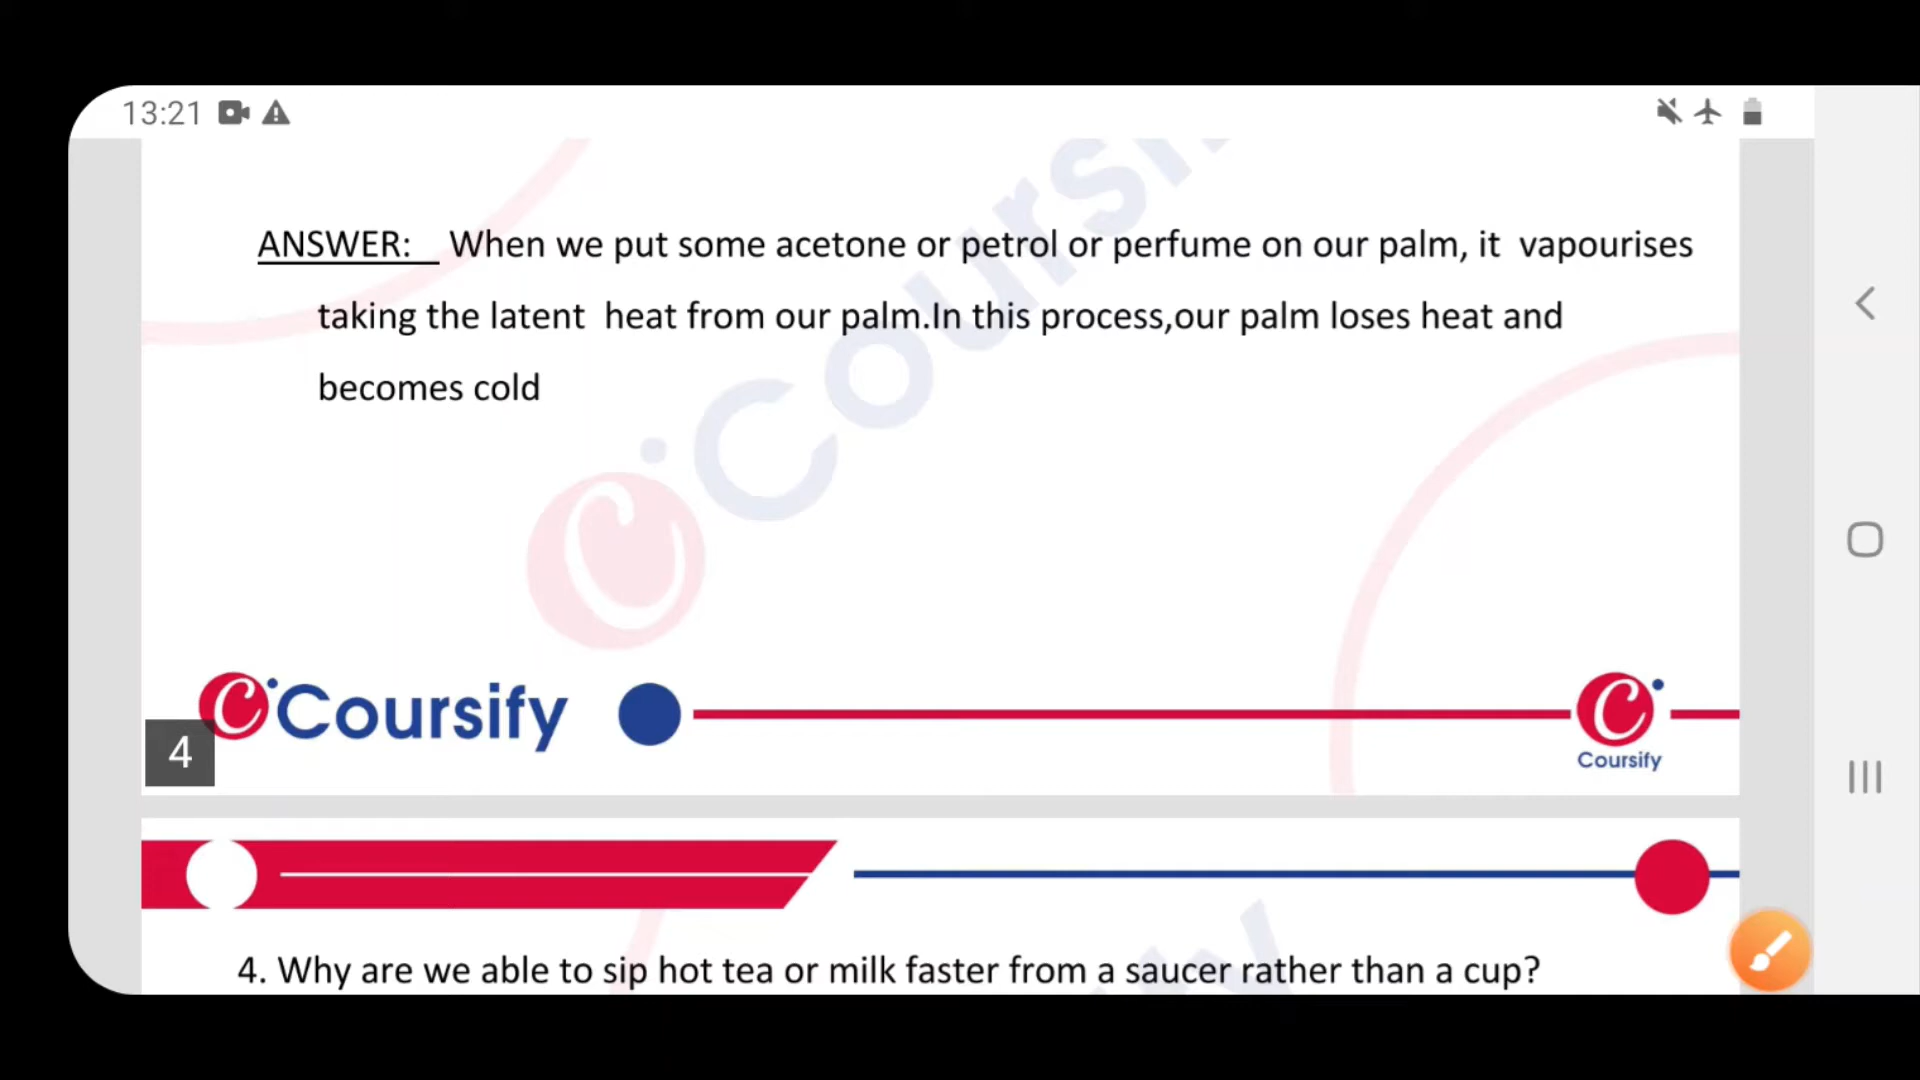 13:21
Coursi
ANSWER: When we put some acetone or petrol or perfume on our palm, it vapourises
taking the latent heat from our palm.In this process,our palm loses heat and
becomes cold
Coursify
4
Coursify
4. Why are we able to sip hot tea or milk faster from a saucer rather than a cup?